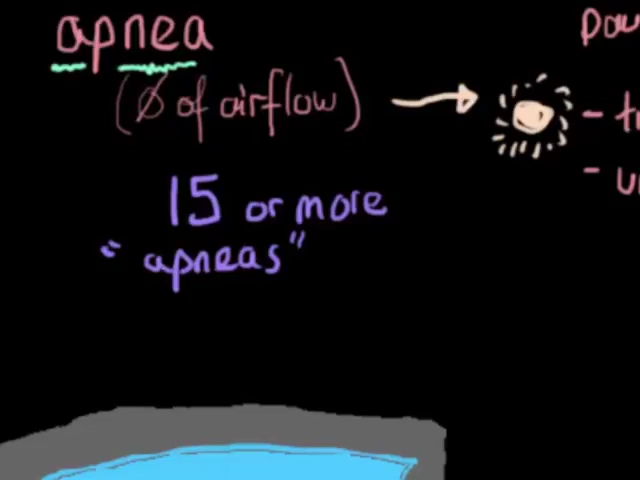 apnea
(Ø of airflow)
15 or more
"apneas"